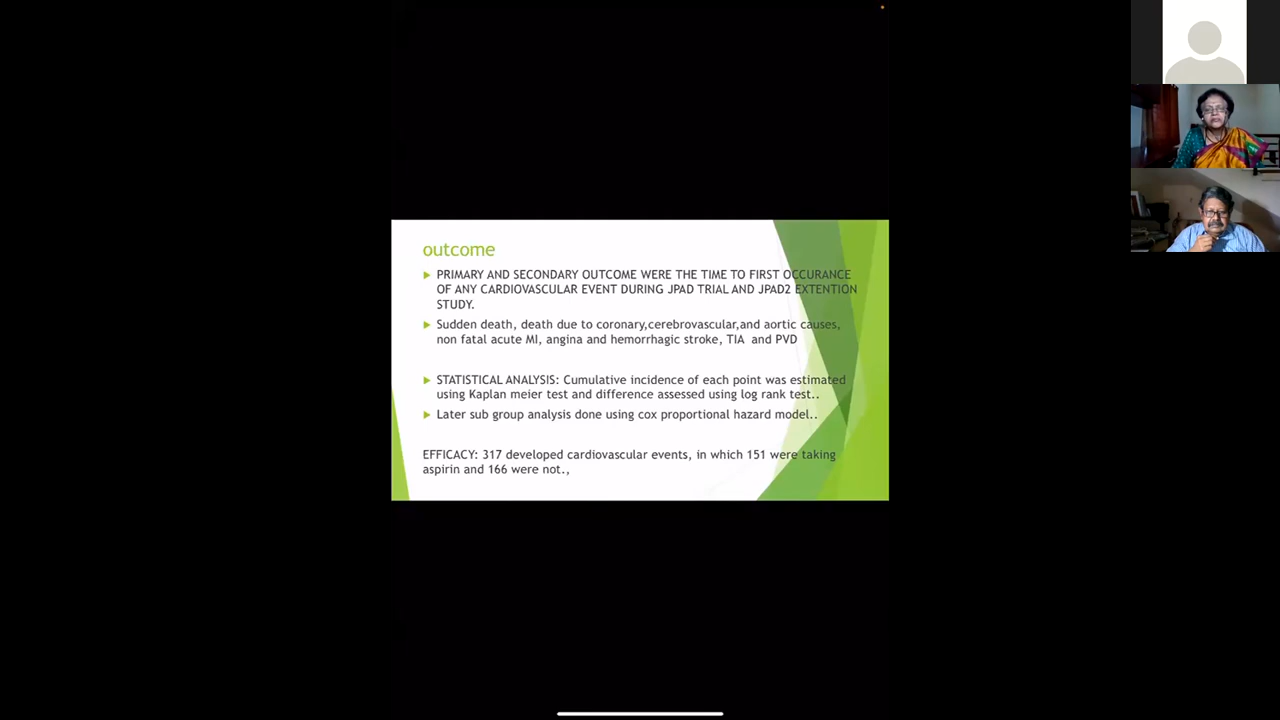 outcome
PRIMARY AND SECONDARY OUTCOME WERE THE TIME TO FIRST OCCURANCE
OF ANY CARDIOVASCULAR EVENT DURING JPAD TRIAL AND JPAD2 EXTENTION
STUDY.
Sudden death, death due to coronary,cerebrovascular,and aortic causes,
non fatal acute MI, angina and hemorrhagic stroke, TIA and PVD
STATISTICAL ANALYSIS: Cumulative incidence of each point was estimated
using Kaplan meier test and difference assessed using log rank test..
Later sub group analysis done using cox proportional hazard model..
EFFICACY: 317 developed cardiovascular events, in which 151 were taking
aspirin and 166 were not.,